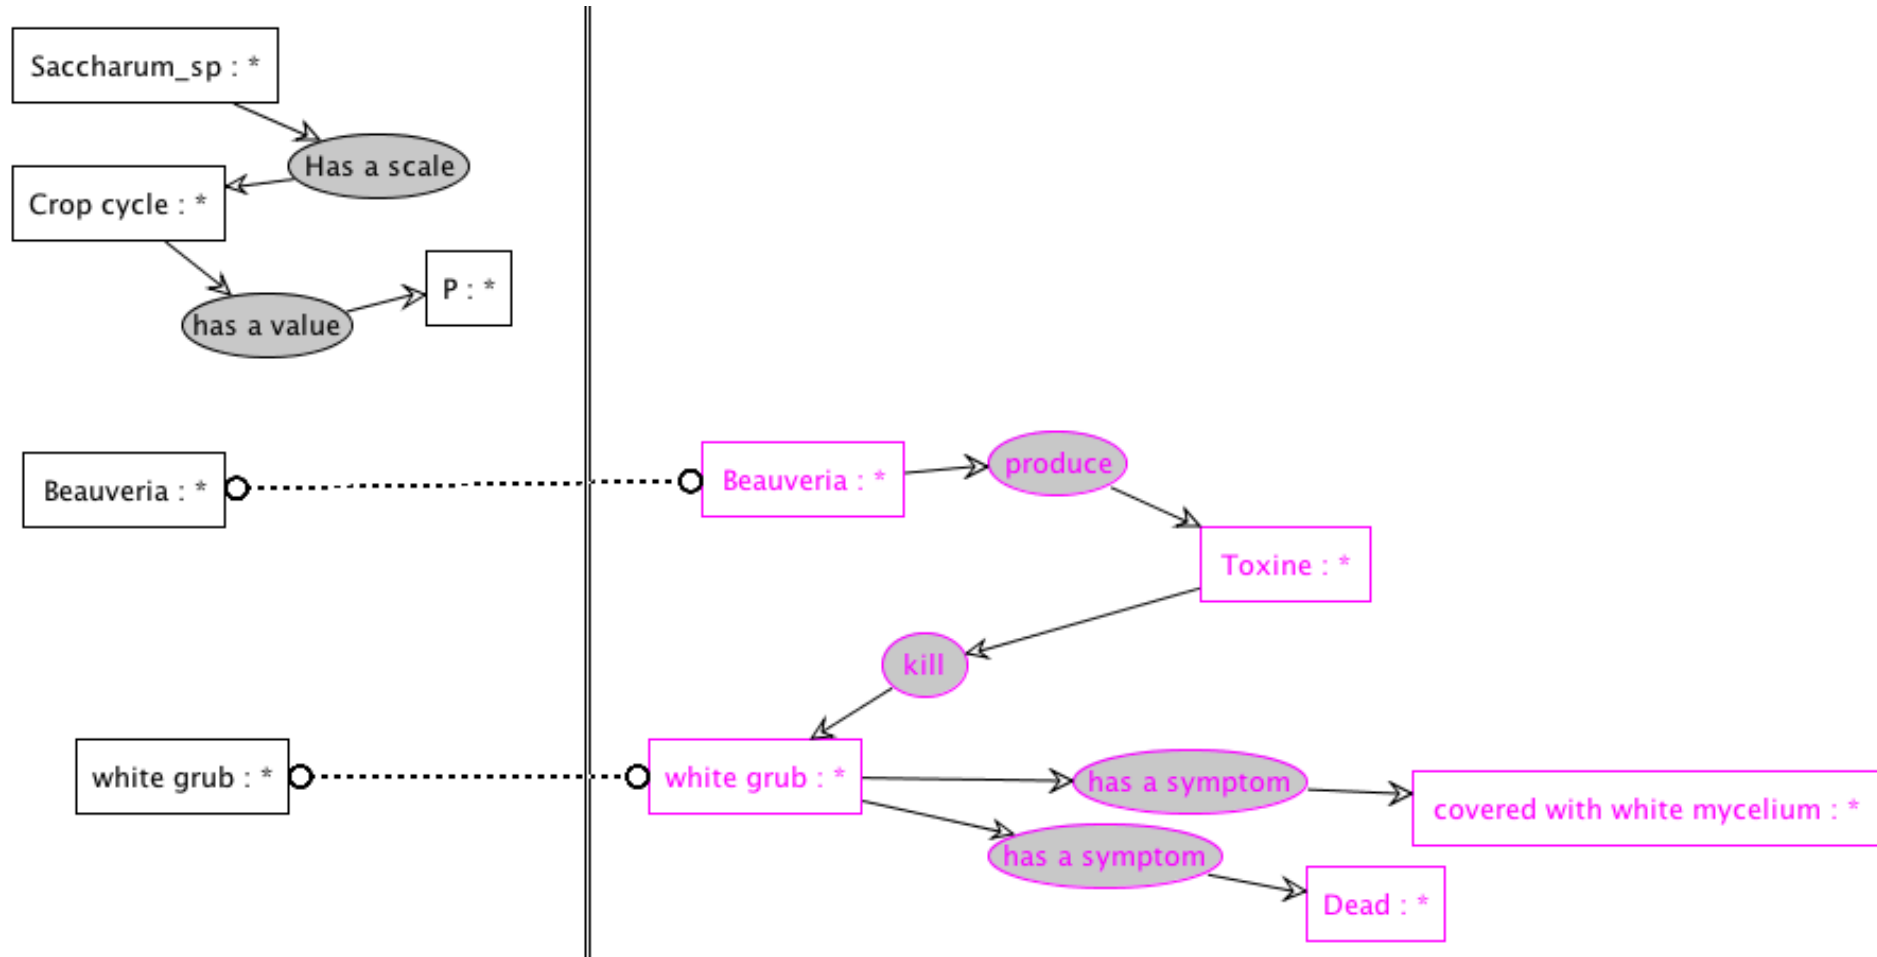 Saccharum_sp : *
Has a scale
Crop cycle : *
P : *
has a value
Beauveria : *
white grub : *
Beauveria : *
produce
Toxine : *
kill
white grub : *
has a symptom
covered with white mycelium : *
has a symptom
Dead : *